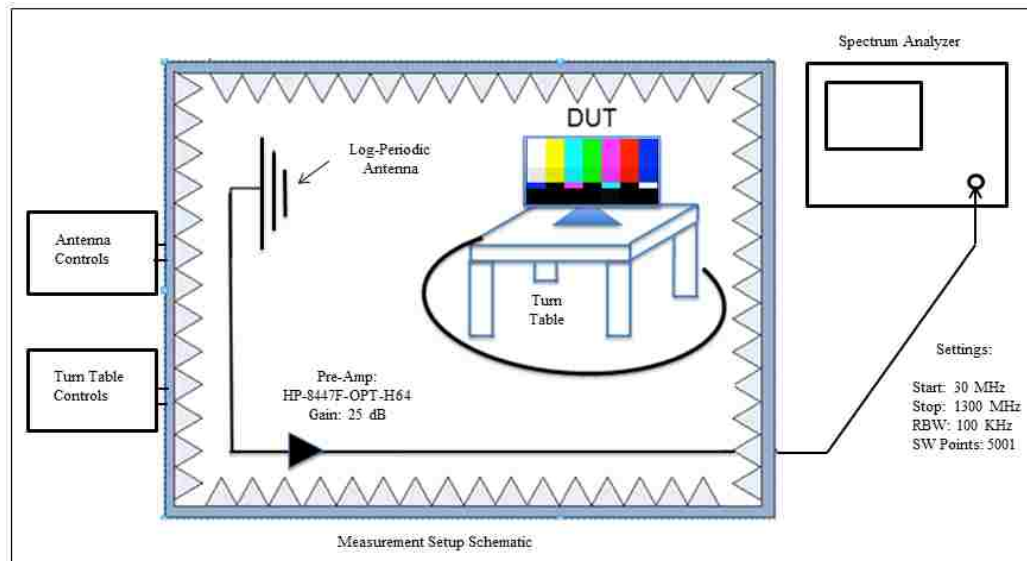 Spectrum Analyzer
DUT
Log-Periodic
Antenna
Antenna
Controls
Turn
Table
Turn Table
Controls
Pre-Amp:
HP-8447F-OPT-H64
Gain: 25 dB
Settings:
Start: 30 MHz
Stop: 1300 MHz
RBW: 100 KHz
SW Points: 5001
Measurement Setup Schematic